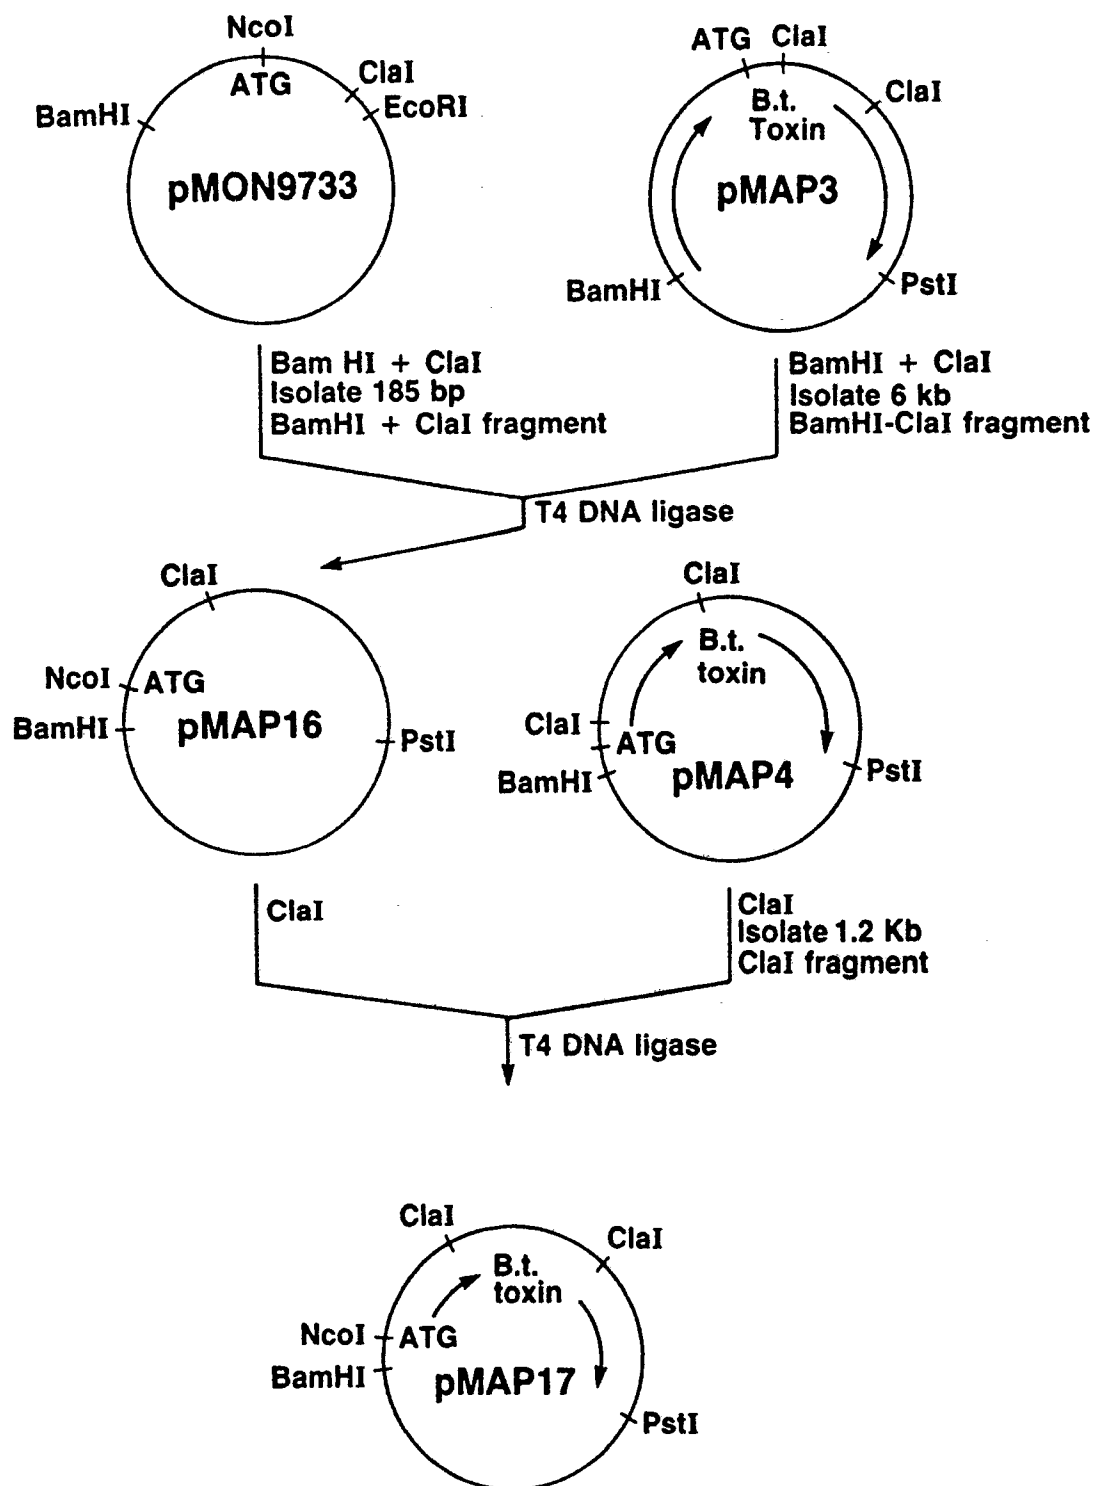 NcoI
ATG
ClaI
EcoRI
BamHI
pMON9733
ATG
ClaI
ClaI
B.t.
Toxin
pMAP3
BamHI
PstI
Bam HI + ClaI
Isolate 185 bp
BamHI + ClaI fragment
BamHI + ClaI
Isolate 6 kb
BamHI-ClaI fragment
T4 DNA ligase
ClaI
NcoI
ATG
BamHI
pMAP16
PstI
ClaI
B.t.
toxin
ClaI
ATG
BamHI
pMAP4
PstI
ClaI
ClaI
Isolate 1.2 Kb
ClaI fragment
T4 DNA ligase
ClaI
ClaI
B.t.
toxin
NcoI
ATG
BamHI
pMAP17
PstI